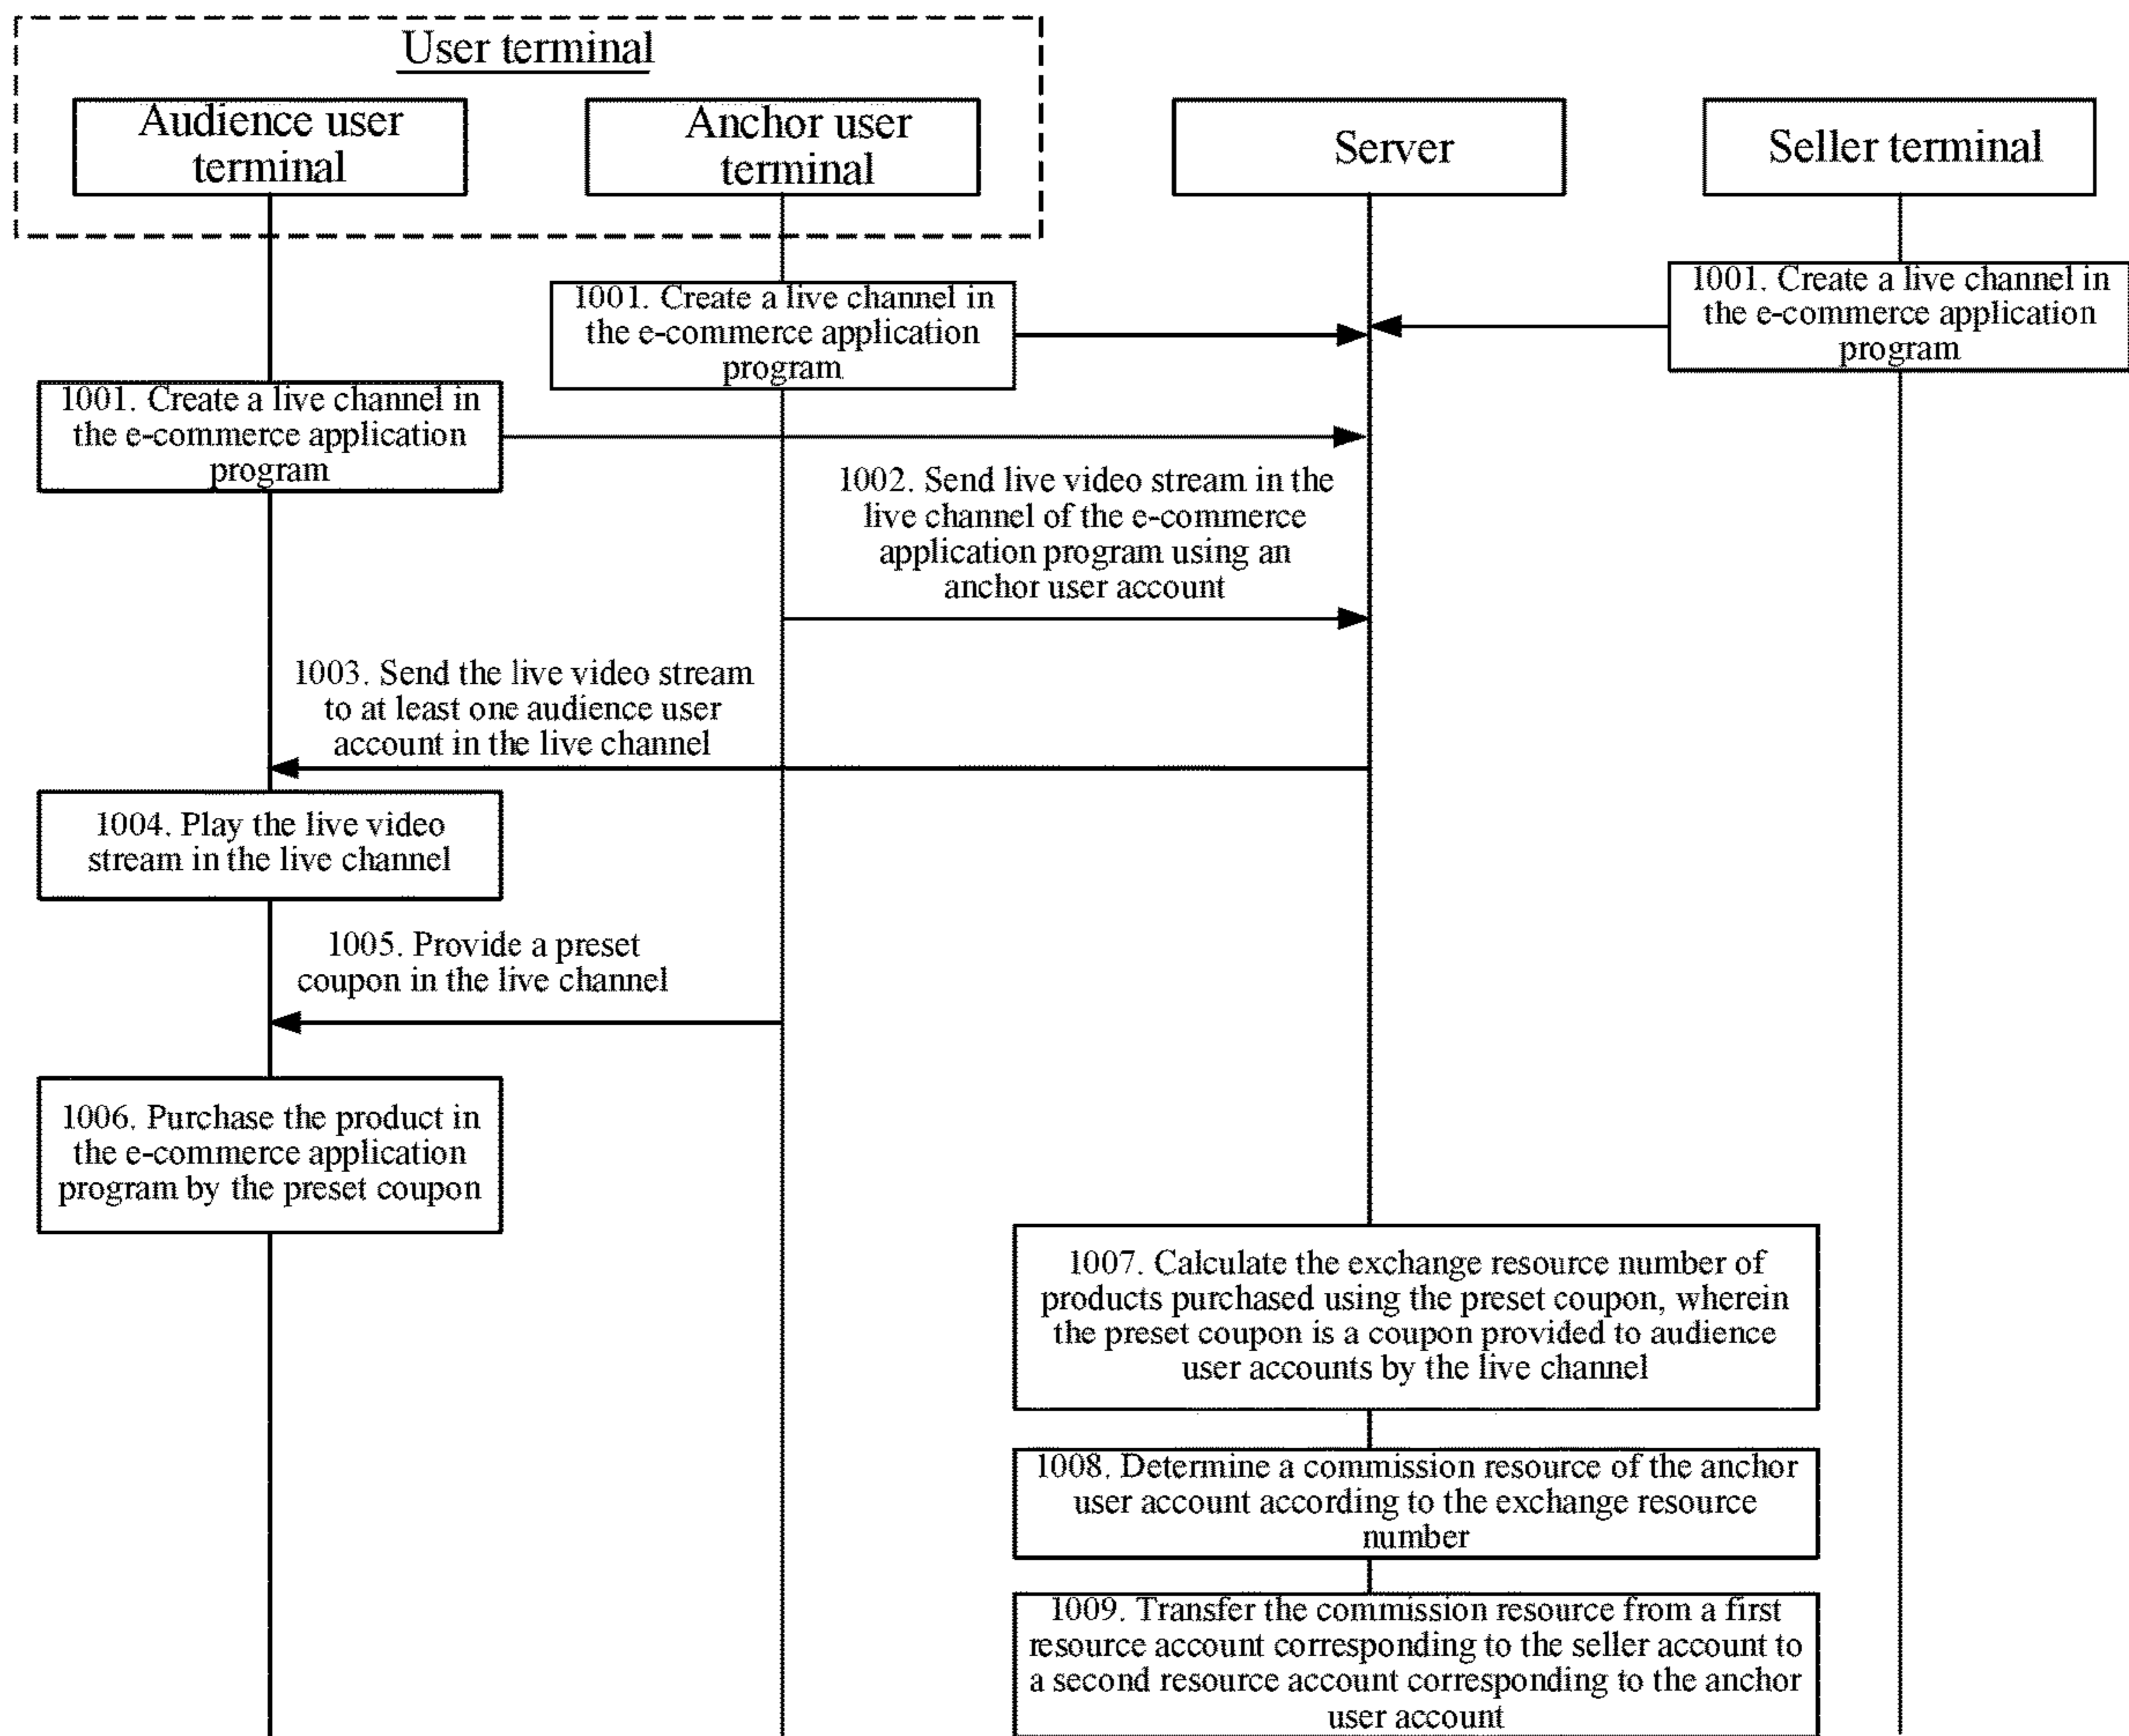 User terminal
Audience user
terminal
Anchor user
terminal
Server
Seller terminal
1001. Create a live channel in
the e-commerce application
program
1001. Create a live channel in
the e-commerce application
program
1001. Create a live channel in
the e-commerce application
program
1002. Send live video stream in the
live channel of the e-commerce
application program using an
anchor user account
1003. Send the live video stream
to at least one audience user
account in the live channel
1004. Play the live video
stream in the live channel
1005. Provide a preset
coupon in the live channel
1006. Purchase the product in
the e-commerce application
program by the preset coupon
1007. Calculate the exchange resource number of
products purchased using the preset coupon, wherein
the preset coupon is a coupon provided to audience
user accounts by the live channel
1008. Determine a commission resource of the anchor
user account according to the exchange resource
number
1009. Transfer the commission resource from a first
resource account corresponding to the seller account to
a second resource account corresponding to the anchor
user account